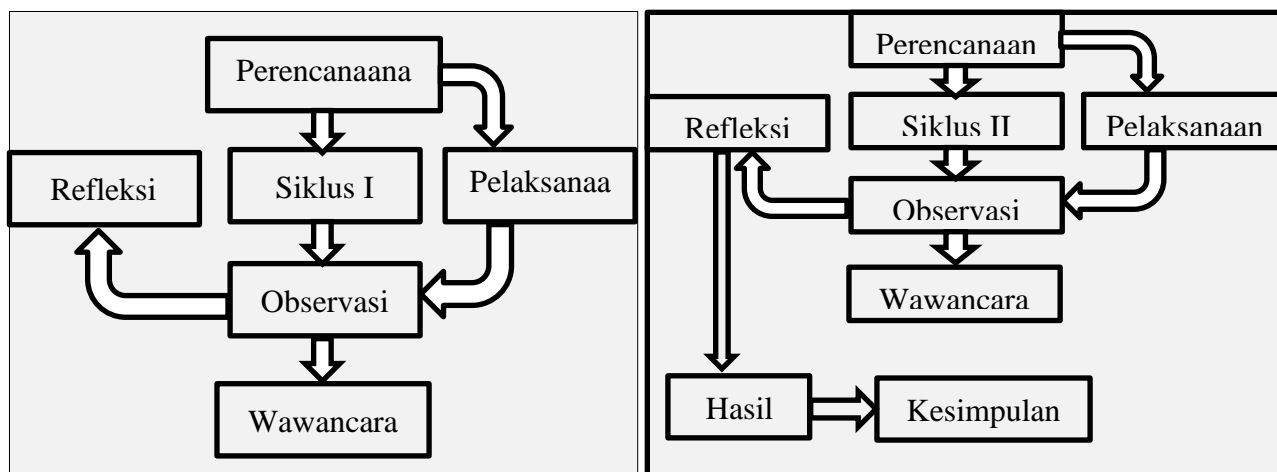 Perencanaana
Refleksi
Siklus I
Pelaksanaa
Observasi
Wawancara
Perencanaan
Refleksi
Siklus II
Pelaksanaan
Observasi
Wawancara
Hasil
Kesimpulan